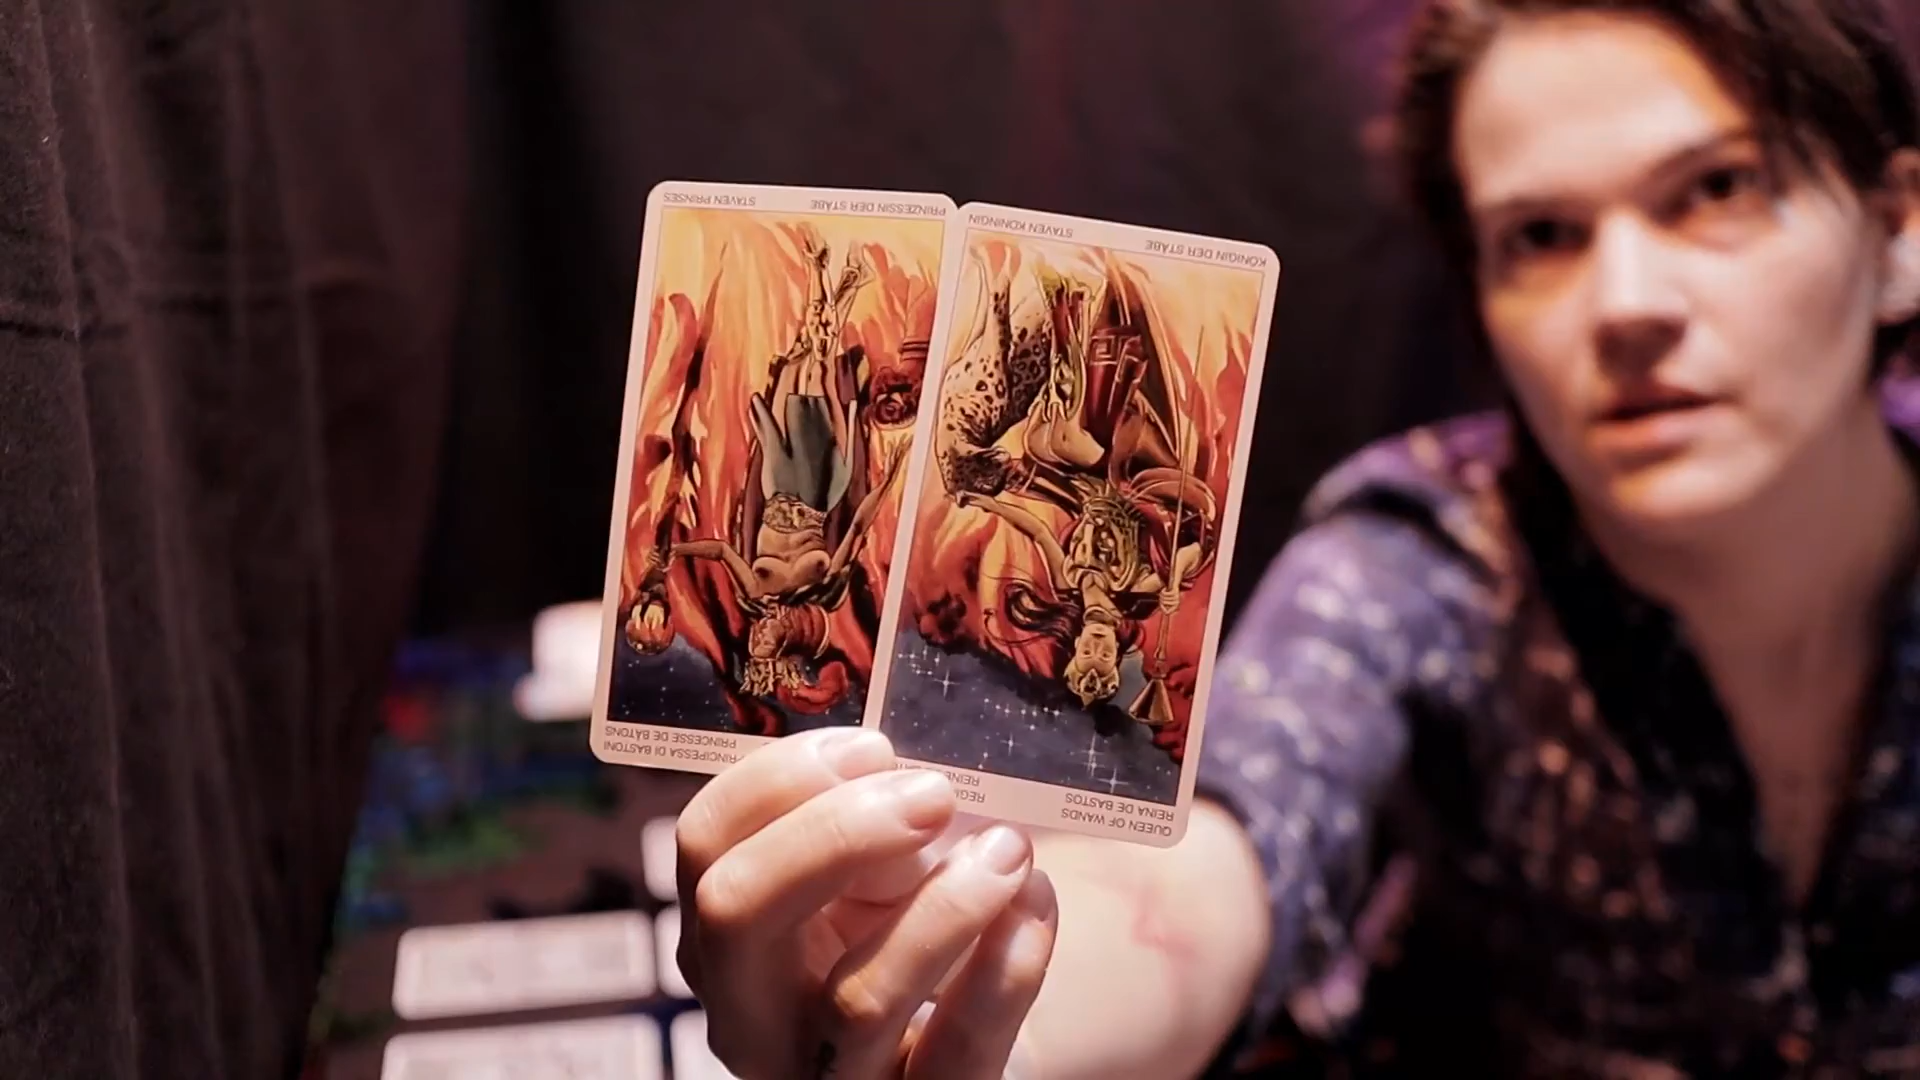 STAVEN PRINSES PRINZESSIN DER STÄBE
STAVEN KONINGIN KÖNIGIN DER STÄBE
PRINCESSE DE BÂTONS
PRINCIPESSA DI BASTONI
REINA DE BASTOS
QUEEN OF WANDS